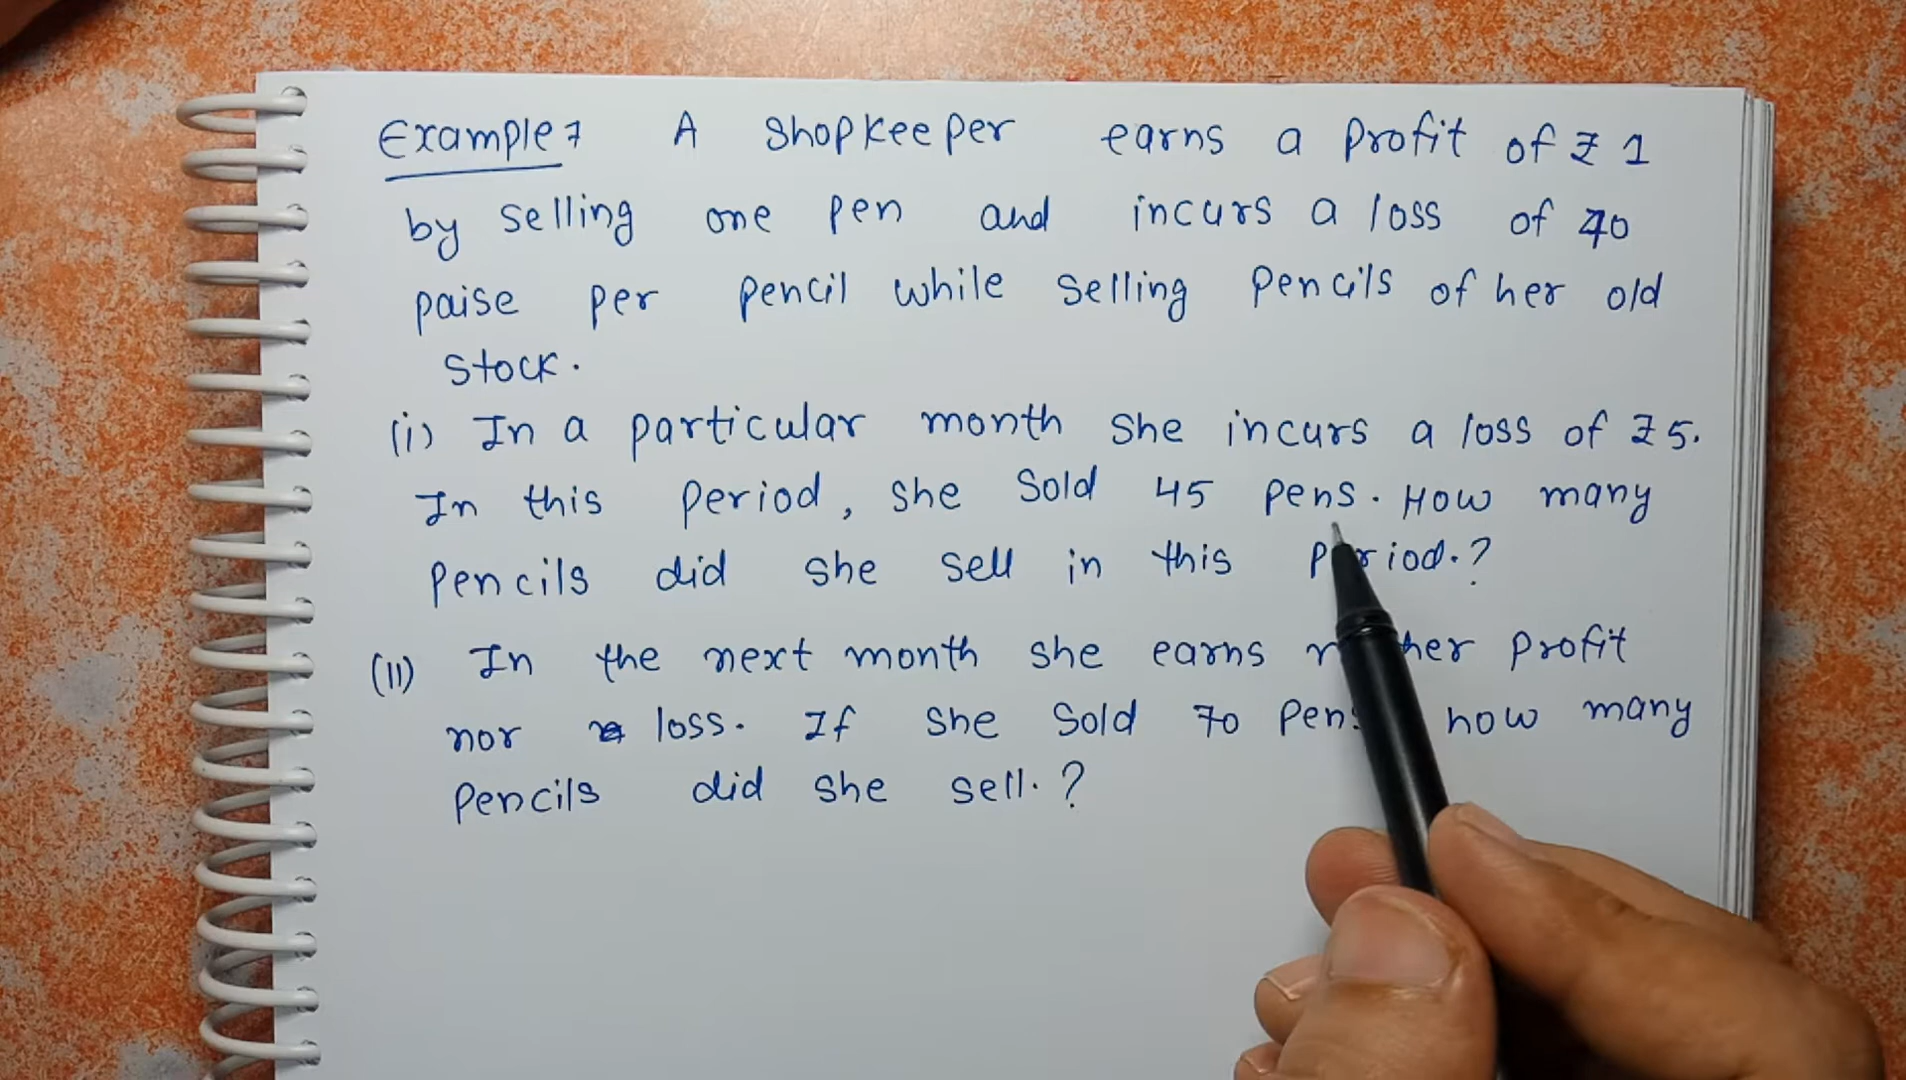 Example 7 A shopkeeper earns a profit of ₹ 1
by selling one pen and incurs a loss of 40
paise per pencil while selling pencils of her old
stock.
(i) In a particular month she incurs a loss of ₹5.
In this period, she sold 45 pens. How many
pencils did she sell in this period.?
(II) In the next month she earns profit
nor loss. If she sold 70 pens how many
pencils did she sell.?